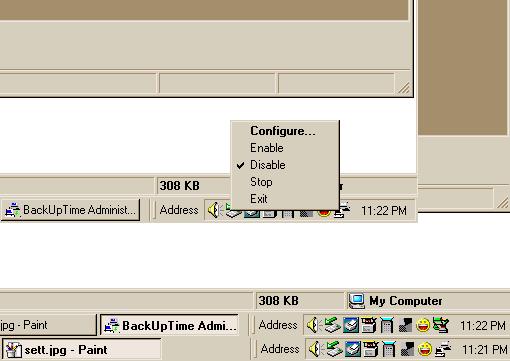 Configure...
Enable
Disable
Stop
Exit
308 KB
BackUpTime Administ...
Address
11:22 PM
308 KB
My Computer
jpg - Paint
BackUpTime Admi...
Address
11:22 PM
sett.jpg - Paint
Address
11:21 PM